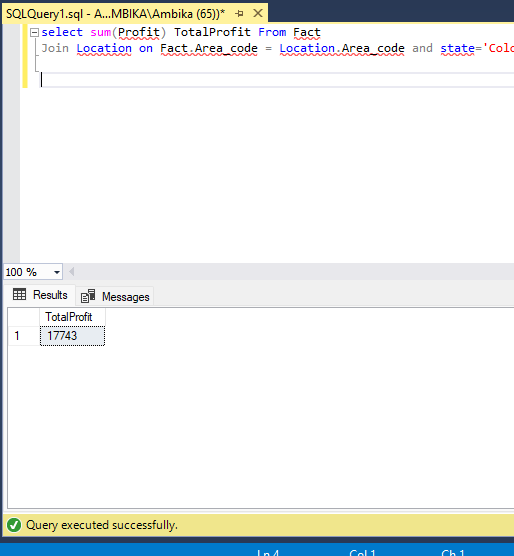 SQLQuery1.sql - A...MBIKA\Ambika (65))*
select sum(Profit) TotalProfit From Fact
Join Location on Fact.Area_code = Location.Area_code and state='Colo
100 %
Results Messages
TotalProfit
1 17743
Query executed successfully.
Ln 4 Col 1 Ch 1